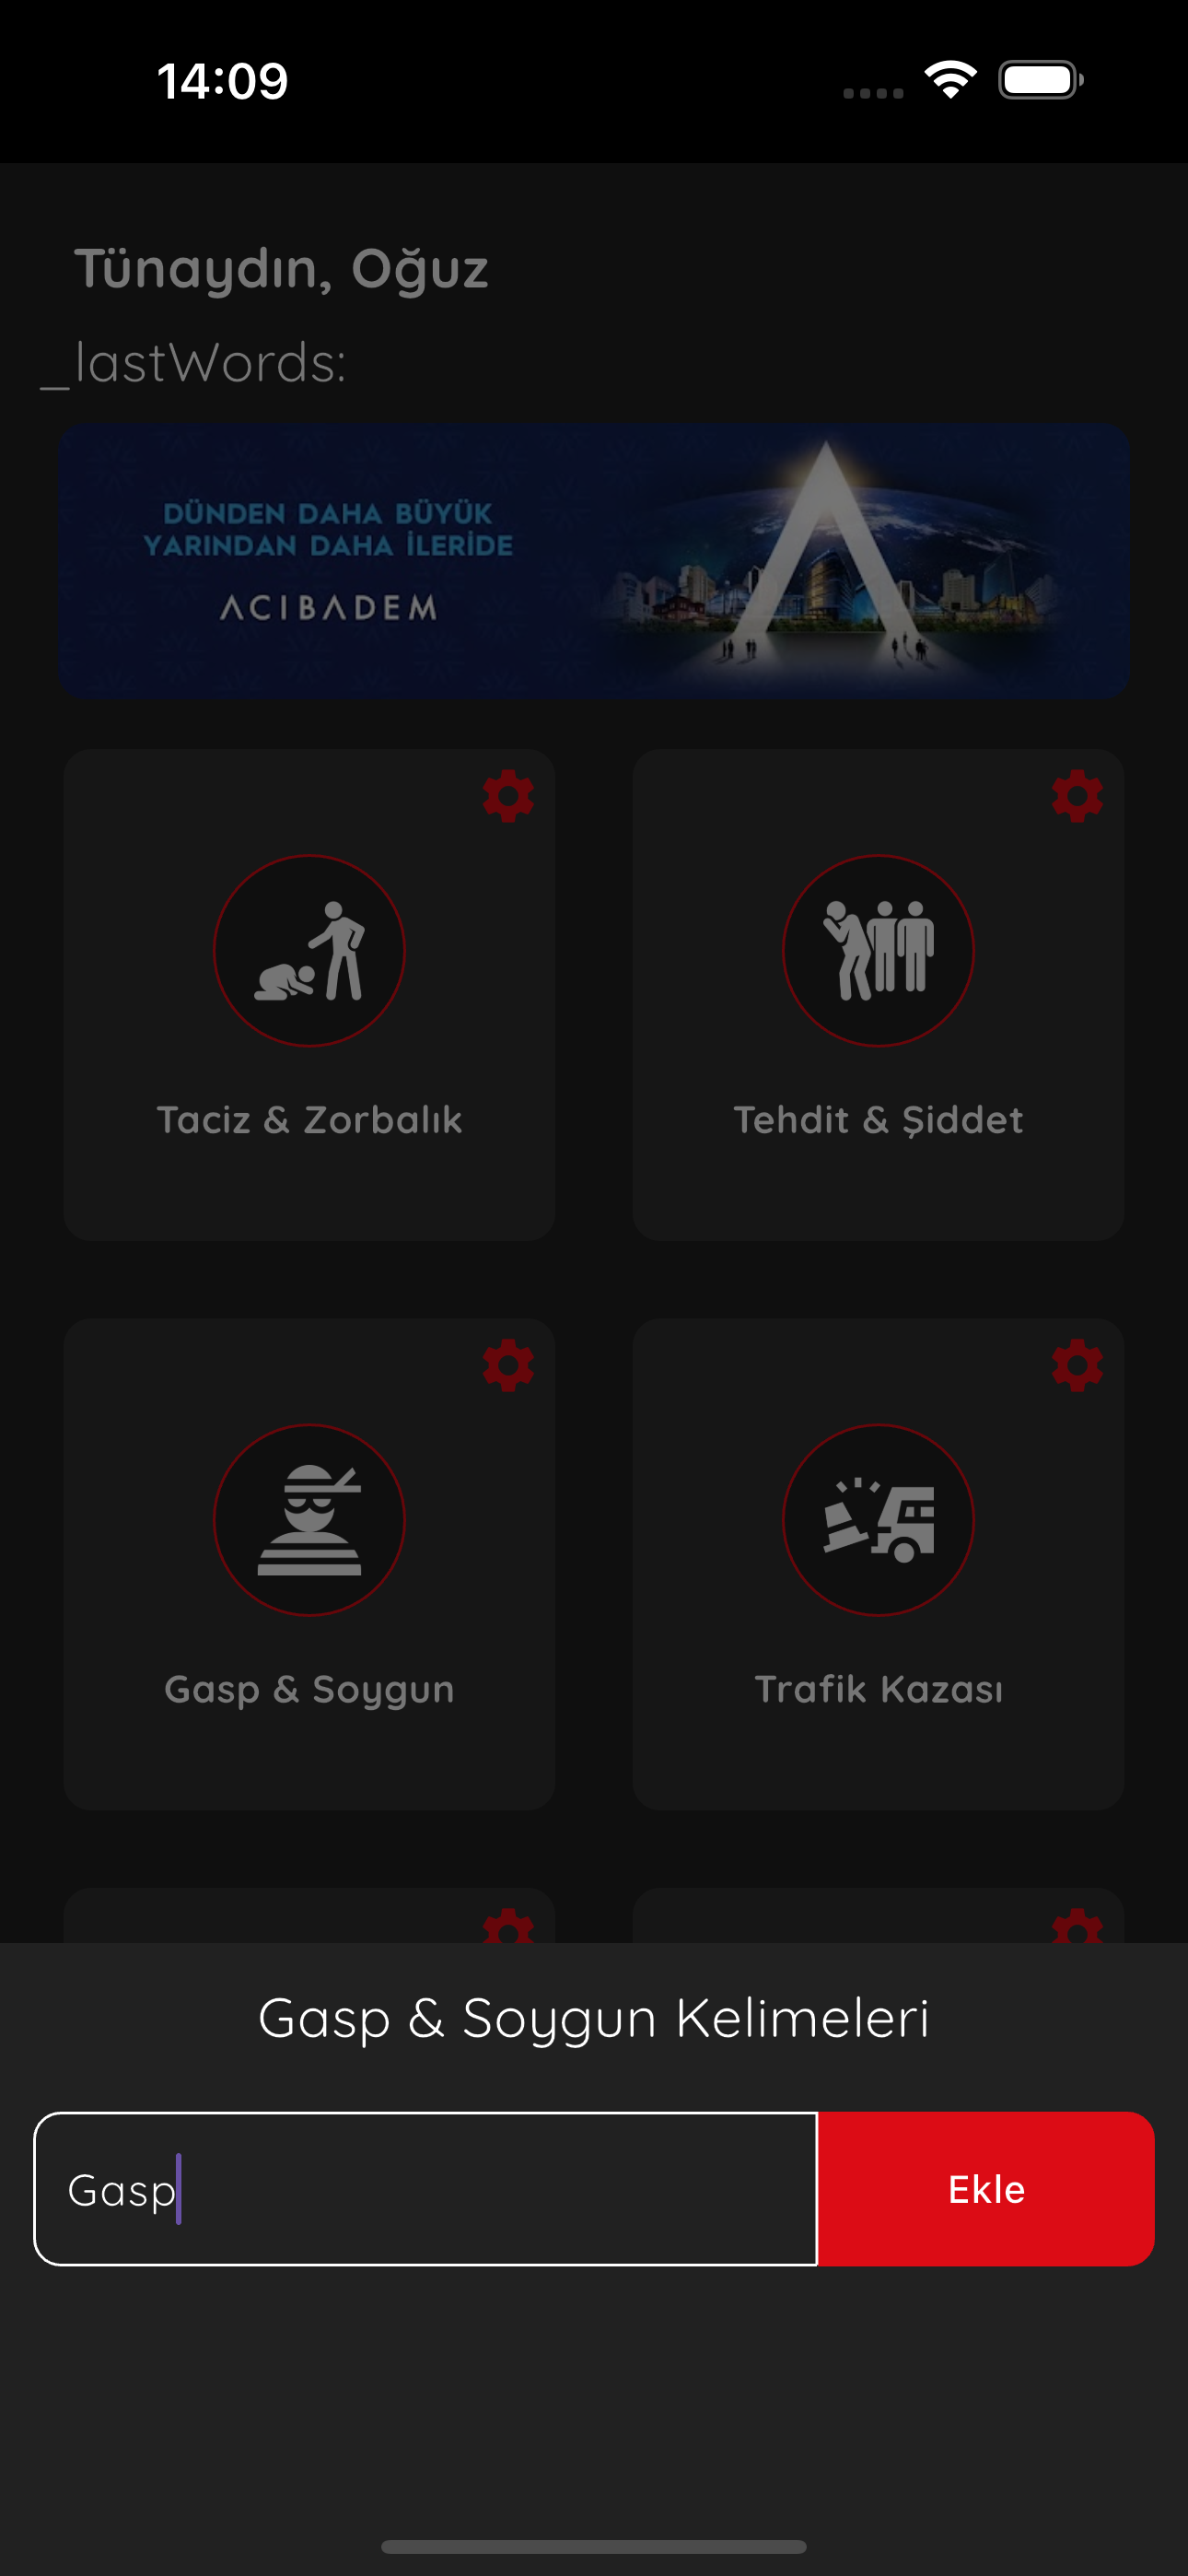 14:09
Tünaydın, Oğuz
_lastWords:
DÜNDEN DAHA BÜYÜK
YARINDAN DAHA İLERİDE
ACIBADEM
Taciz & Zorbalık
Tehdit & Şiddet
Gasp & Soygun
Trafik Kazası
Gasp & Soygun Kelimeleri
Gasp
Ekle